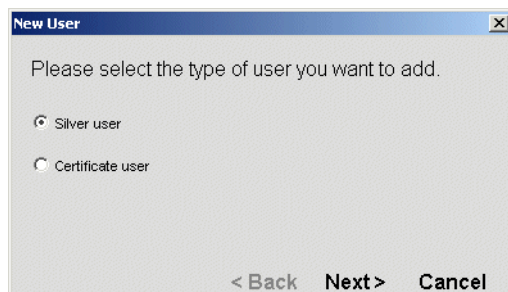 New User
Please select the type of user you want to add.
Silver user
Certificate user
< Back Next > Cancel